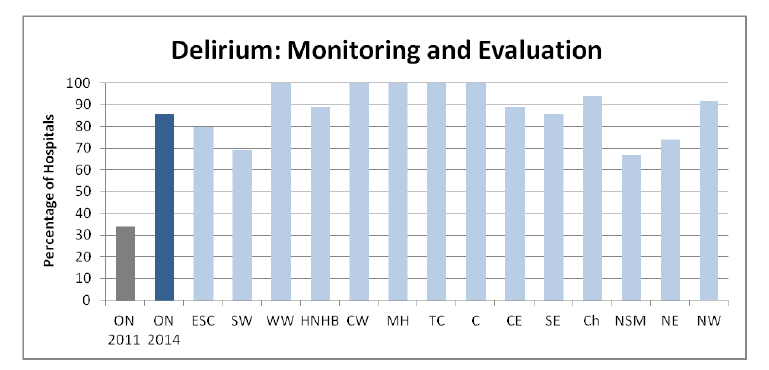 Delirium: Monitoring and Evaluation
Percentage of Hospitals
100
90
80
70
60
50
40
30
20
10
0
ON 2011
ON 2014
ESC
SW
WW
HNHB
CW
MH
TC
C
CE
SE
Ch
NSM
NE
NW